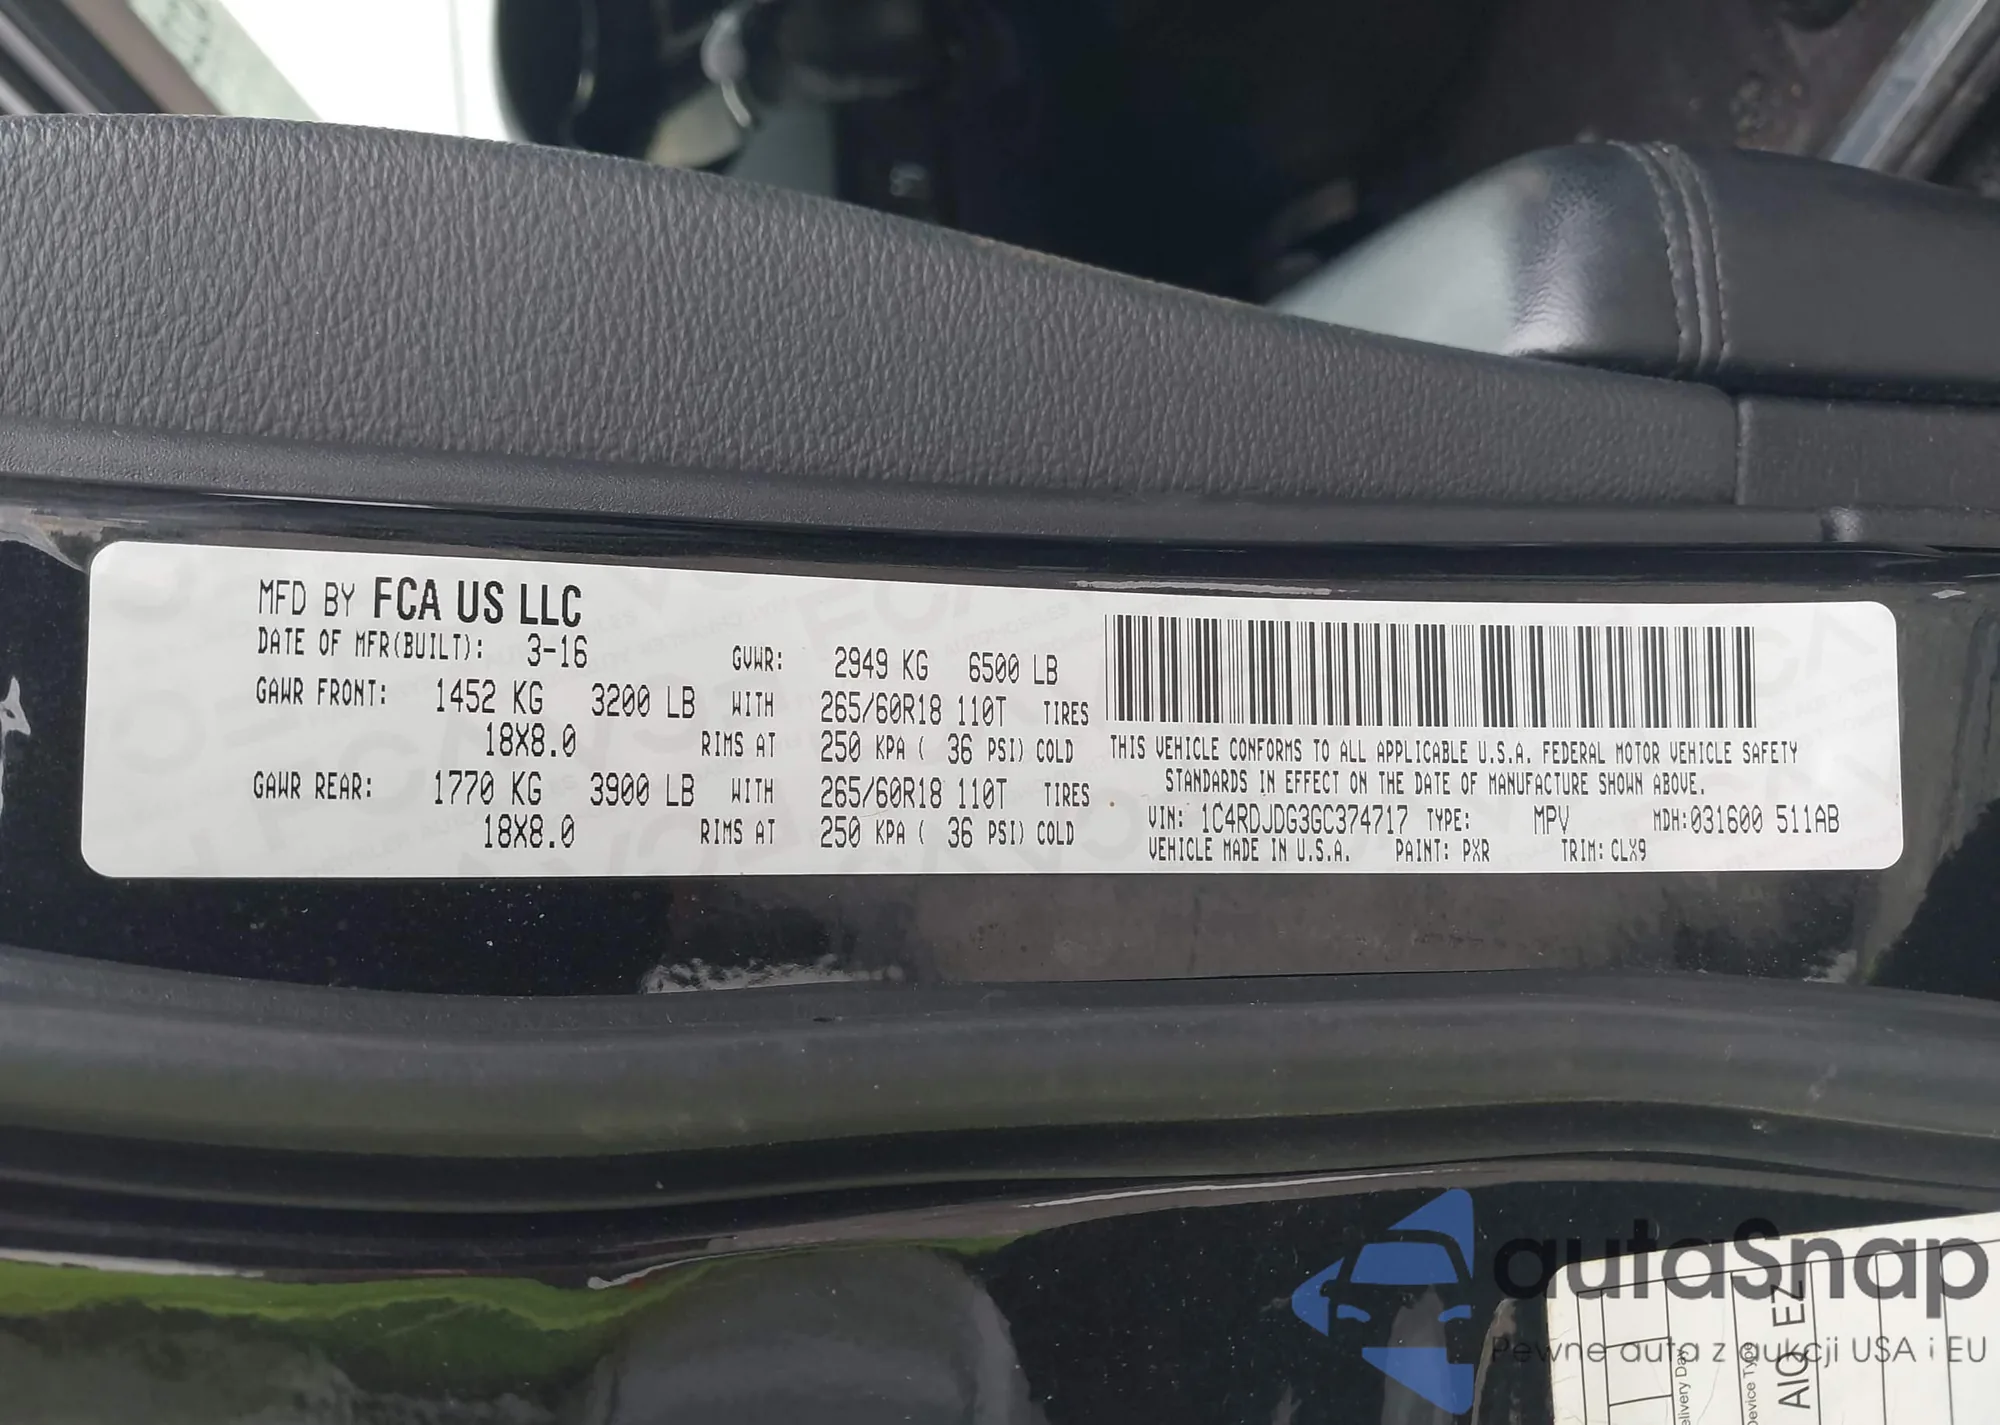 MFD BY FCA US LLC
DATE OF MFR(BUILT): 3-16 GVWR: 2949 KG 6500 LB
GAWR FRONT: 1452 KG 3200 LB WITH 265/60R18 110T TIRES
18X8.0 RIMS AT 250 KPA ( 36 PSI) COLD
GAWR REAR: 1770 KG 3900 LB WITH 265/60R18 110T TIRES
18X8.0 RIMS AT 250 KPA ( 36 PSI) COLD
THIS VEHICLE CONFORMS TO ALL APPLICABLE U.S.A. FEDERAL MOTOR VEHICLE SAFETY
STANDARDS IN EFFECT ON THE DATE OF MANUFACTURE SHOWN ABOVE.
VIN: 1C4RDJDG3GC374717 TYPE: MPV MDH:031600 511AB
VEHICLE MADE IN U.S.A. PAINT: PXR TRIM: CLX9
autaSnap
Pewne auta z aukcji USA i EU
Device Type